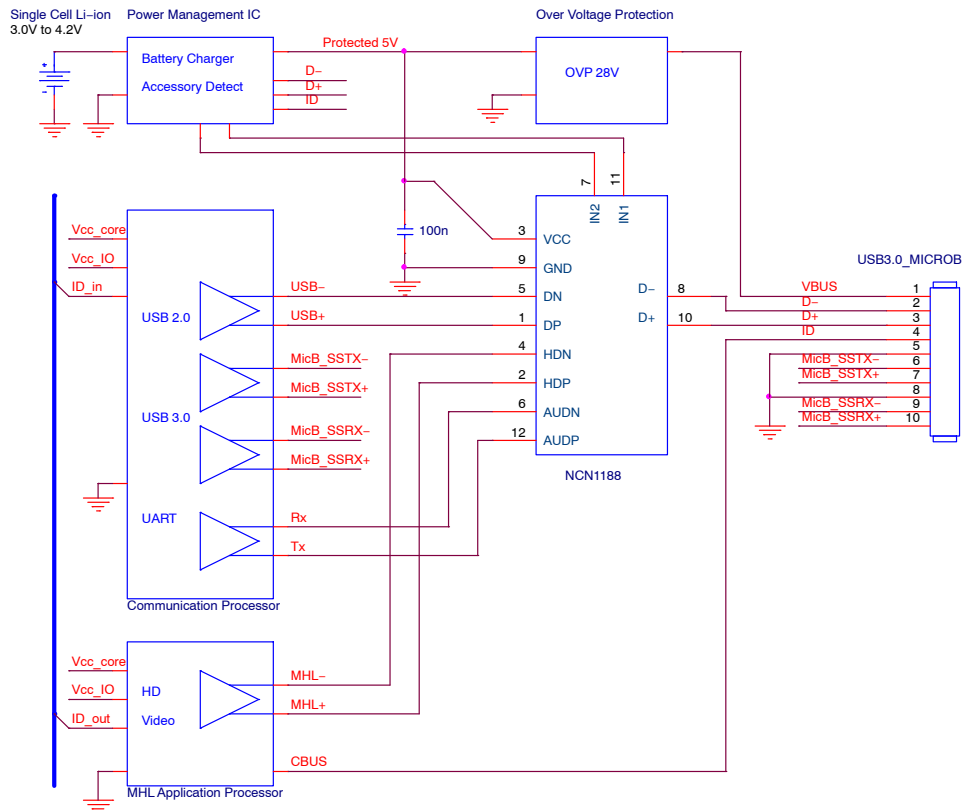 Single Cell Li-ion
3.0V to 4.2V
Power Management IC
Over Voltage Protection
Battery Charger
Accessory Detect
Protected 5V
D-
D+
ID
OVP 28V
+
-
7
11
IN2
IN1
100n
Vcc_core
Vcc_IO
ID_in
USB 2.0
USB-
USB+
USB 3.0
MicB_SSTX-
MicB_SSTX+
MicB_SSRX-
MicB_SSRX+
UART
Rx
Tx
Communication Processor
3 VCC
9 GND
5 DN
1 DP
4 HDN
2 HDP
6 AUDN
12 AUDP
D- 8
D+ 10
NCN1188
USB3.0_MICROB
VBUS 1
D- 2
D+ 3
ID 4
5
MicB_SSTX- 6
MicB_SSTX+ 7
8
MicB_SSRX- 9
MicB_SSRX+ 10
Vcc_core
Vcc_IO
ID_out
HD
Video
MHL-
MHL+
CBUS
MHL Application Processor